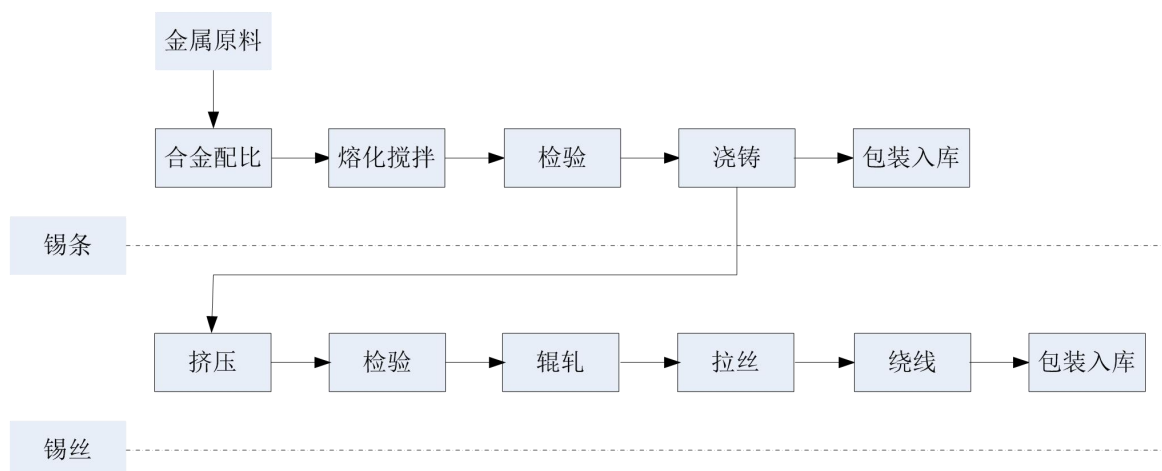 金属原料
合金配比
熔化搅拌
检验
浇铸
包装入库
锡条
挤压
检验
辊轧
拉丝
绕线
包装入库
锡丝